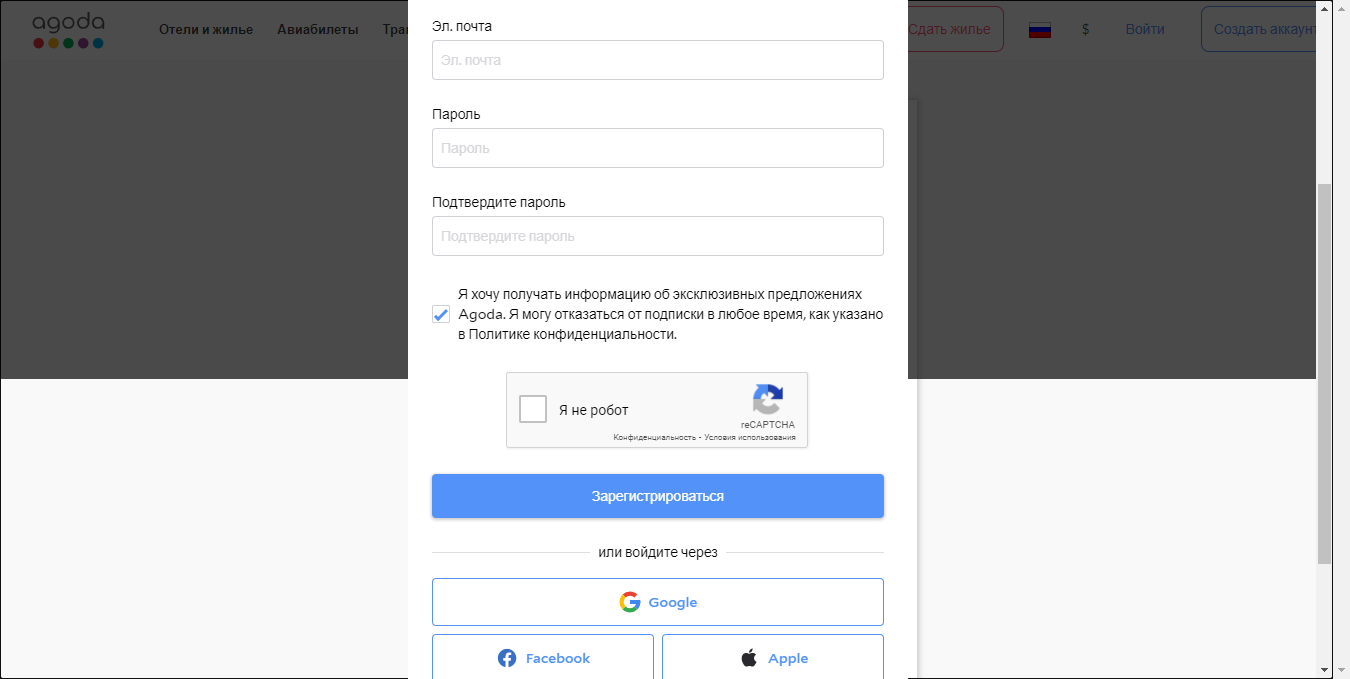 agoda
Отели и жилье Авиабилеты
Сдать жилье $ Войти Создать аккаунт
Эл. почта
Эл. почта
Пароль
Пароль
Подтвердите пароль
Подтвердите пароль
Я хочу получать информацию об эксклюзивных предложениях
Agoda. Я могу отказаться от подписки в любое время, как указано
в Политике конфиденциальности.
Я не робот
reCAPTCHA
Конфиденциальность - Условия использования
Зарегистрироваться
или войдите через
Google
Facebook Apple